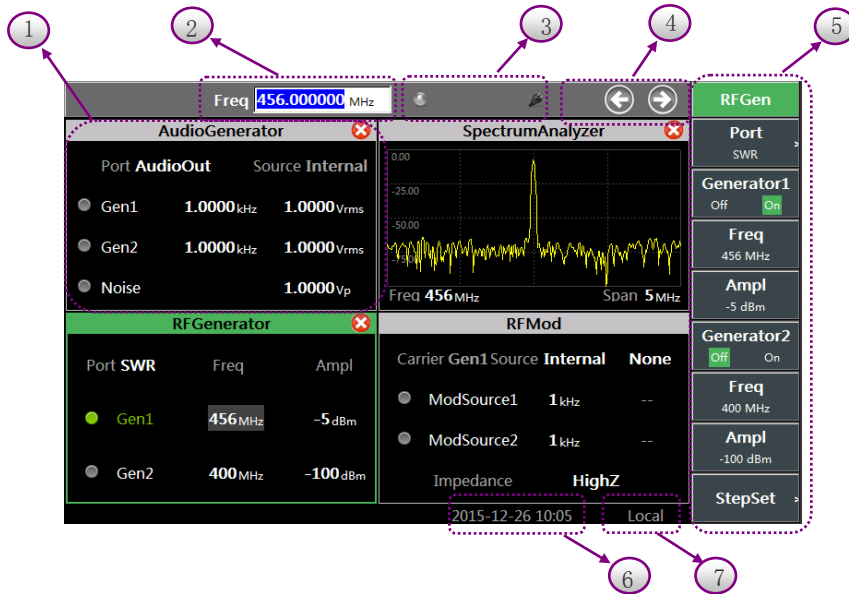 1 2 3 4 5
Freq 456.000000 MHz
AudioGenerator
Port AudioOut Source Internal
Gen1 1.0000 kHz 1.0000 Vrms
Gen2 1.0000 kHz 1.0000 Vrms
Noise 1.0000 Vp
SpectrumAnalyzer
0.00
-25.00
-50.00
Freq 456 MHz Span 5 MHz
RFGenerator
Port SWR Freq Ampl
Gen1 456 MHz -5 dBm
Gen2 400 MHz -100 dBm
RFMod
Carrier Gen1 Source Internal None
ModSource1 1 kHz --
ModSource2 1 kHz --
Impedance HighZ
2015-12-26 10:05 Local
RFGen
Port
SWR
Generator1
Off On
Freq
456 MHz
Ampl
-5 dBm
Generator2
Off On
Freq
400 MHz
Ampl
-100 dBm
StepSet
6 7